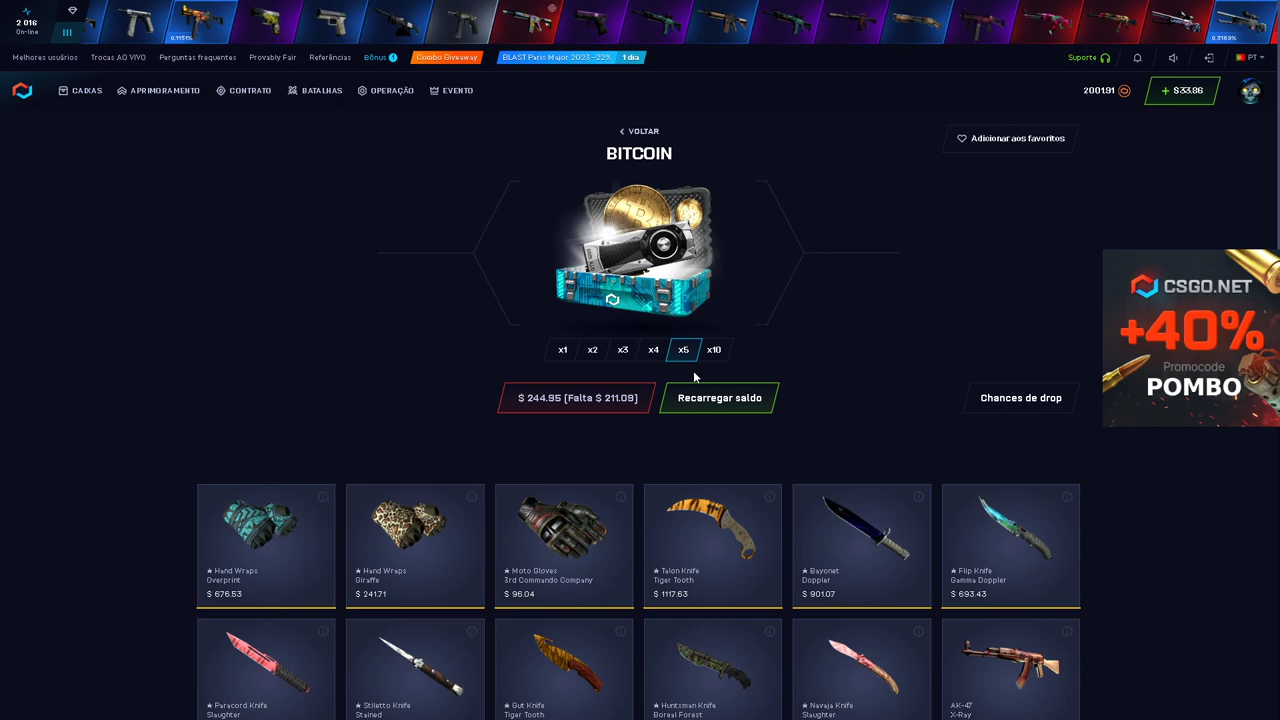 2 016
On-line
0.1151%
0.3169%
Melhores usuários
Trocas AO VIVO
Perguntas frequentes
Provably Fair
Referências
Bônus 1
Combo Giveaway
BLAST Paris Major 2023 -22% 1 dia
Suporte
PT
CAIXAS
APRIMORAMENTO
CONTRATO
BATALHAS
OPERAÇÃO
EVENTO
2001.91
+ $33.86
VOLTAR
BITCOIN
Adicionar aos favoritos
x1 x2 x3 x4 x5 x10
$ 244.95 (Falta $ 211.09)
Recarregar saldo
Chances de drop
CSGO.NET
+40%
Promocode
POMBO
★ Hand Wraps
Overprint
$ 676.53
★ Hand Wraps
Giraffe
$ 241.71
★ Moto Gloves
3rd Commando Company
$ 96.04
★ Talon Knife
Tiger Tooth
$ 1117.63
★ Bayonet
Doppler
$ 901.07
★ Flip Knife
Gamma Doppler
$ 693.43
★ Paracord Knife
Slaughter
★ Stiletto Knife
Stained
★ Gut Knife
Tiger Tooth
★ Huntsman Knife
Boreal Forest
★ Navaja Knife
Slaughter
AK-47
X-Ray